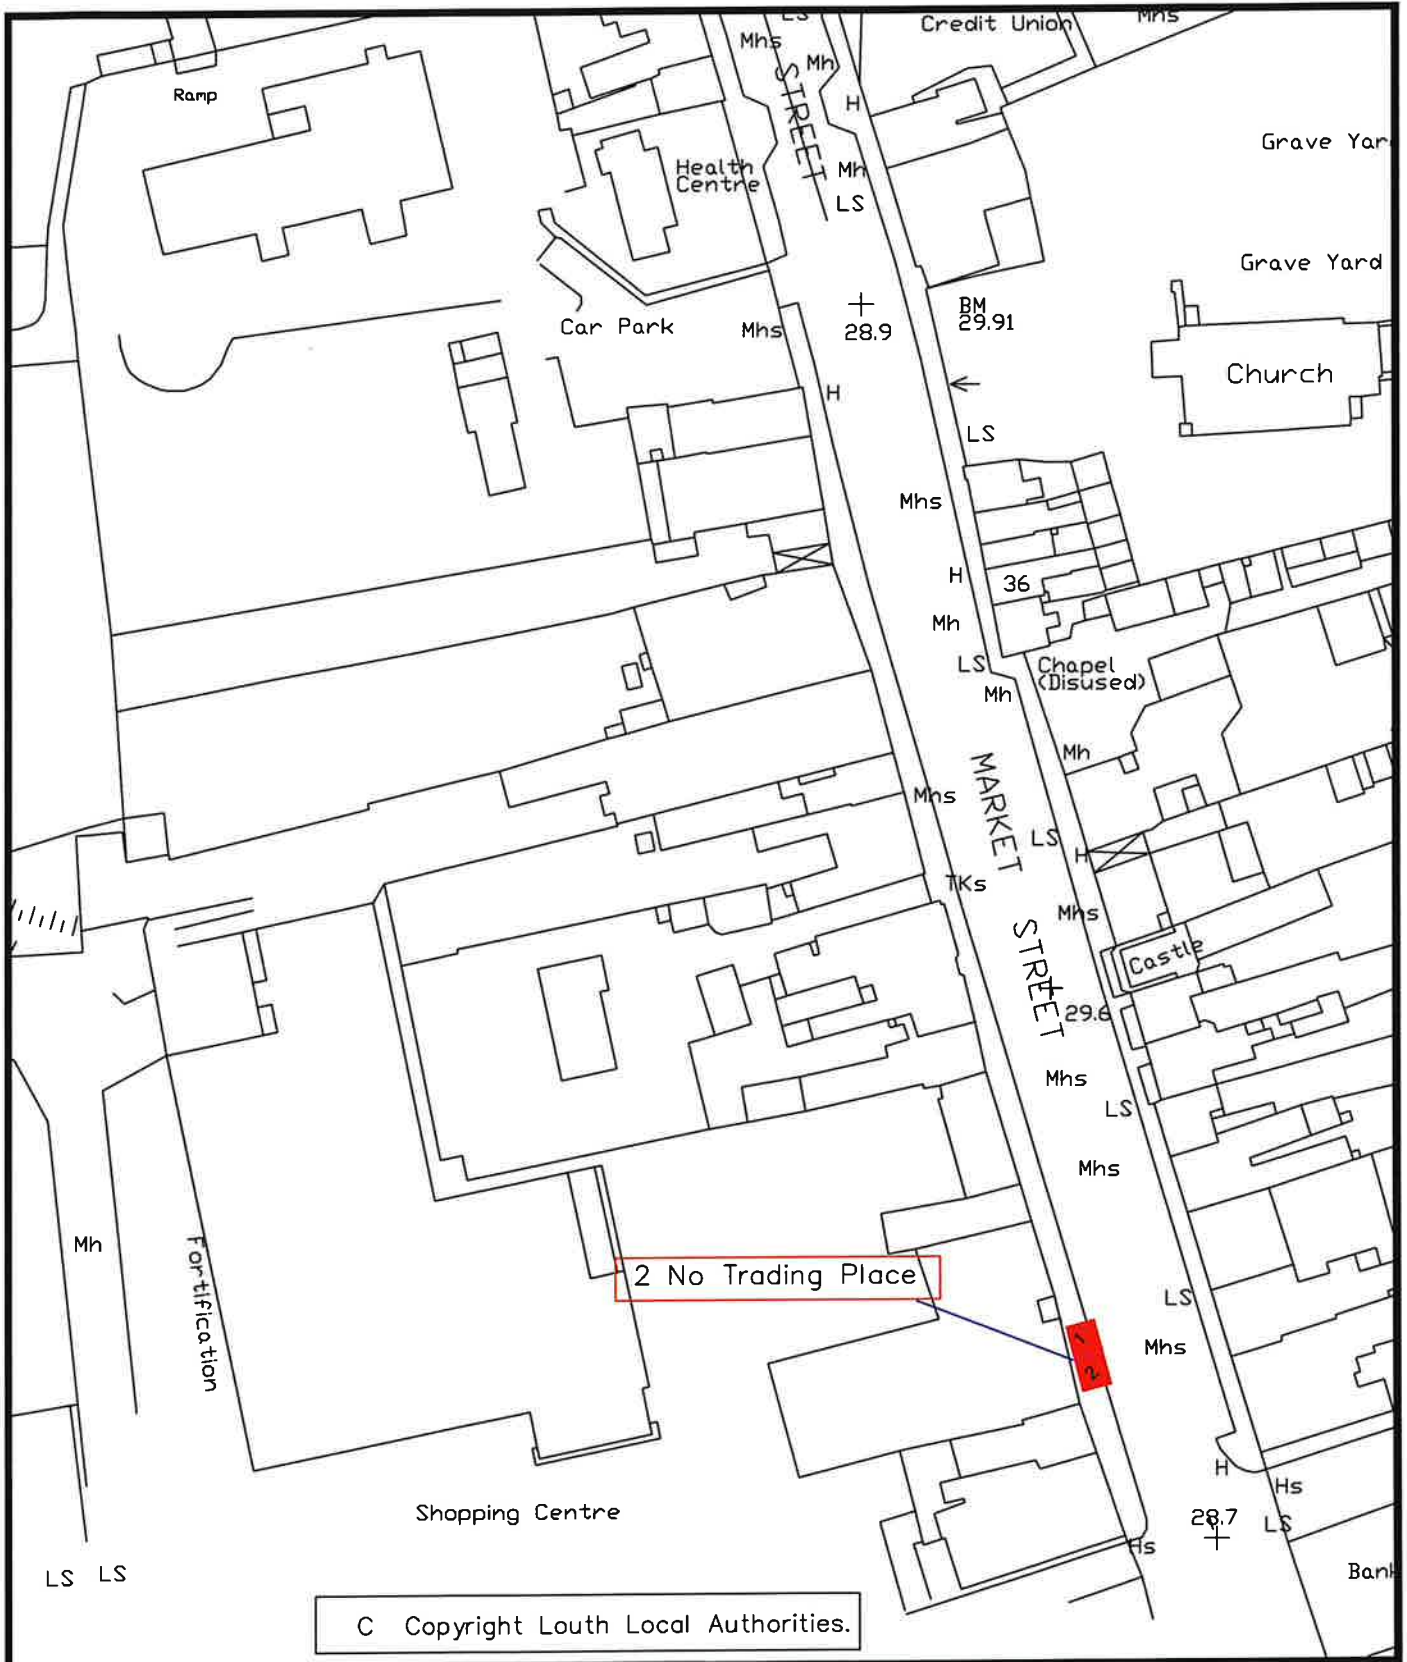 LS
Credit Union
Mhs
Mhs
Mh
STREET
Ramp
H
Grave Yar
Health
Centre
Mh
LS
Grave Yard
BM
29.91
28.9
Car Park
Mhs
Church
H
LS
Mhs
H
36
Mh
LS
Chapel
(Disused)
Mh
Mh
MARKET
STREET
Mhs
LS
H
TKs
Mhs
Castle
29.6
Mhs
LS
Mhs
Mh
Fortification
2 No Trading Place
LS
1
2
Mhs
H
Hs
Shopping Centre
28.7
LS
Hs
LS LS
Bank
C Copyright Louth Local Authorities.